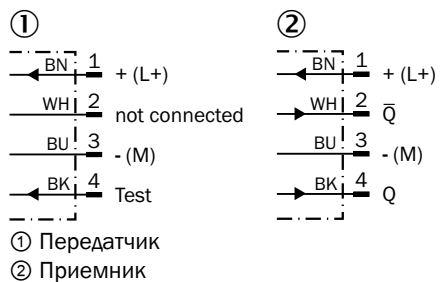 ①
BN 1 + (L+)
WH 2 not connected
BU 3 - (M)
BK 4 Test
②
BN 1 + (L+)
WH 2 Q̅
BU 3 - (M)
BK 4 Q
① Передатчик
② Приемник